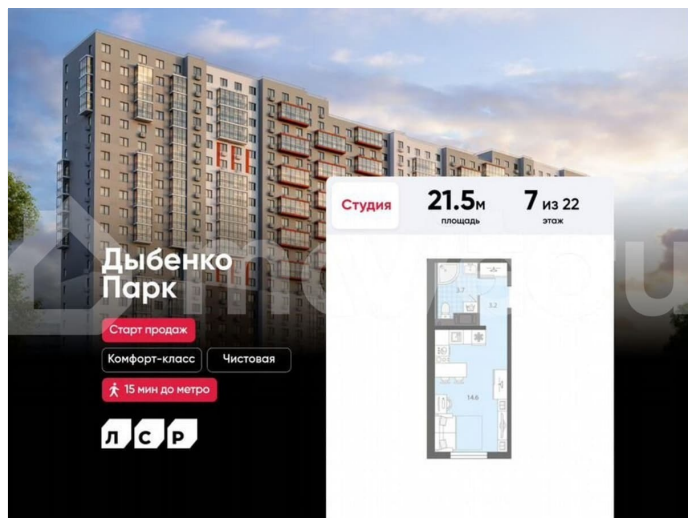 Студия
21.5м
площадь
7 из 22
этаж
Дыбенко
Парк
Старт продаж
Комфорт-класс
Чистовая
15 мин до метро
ЛСР
3.7
3.2
14.6